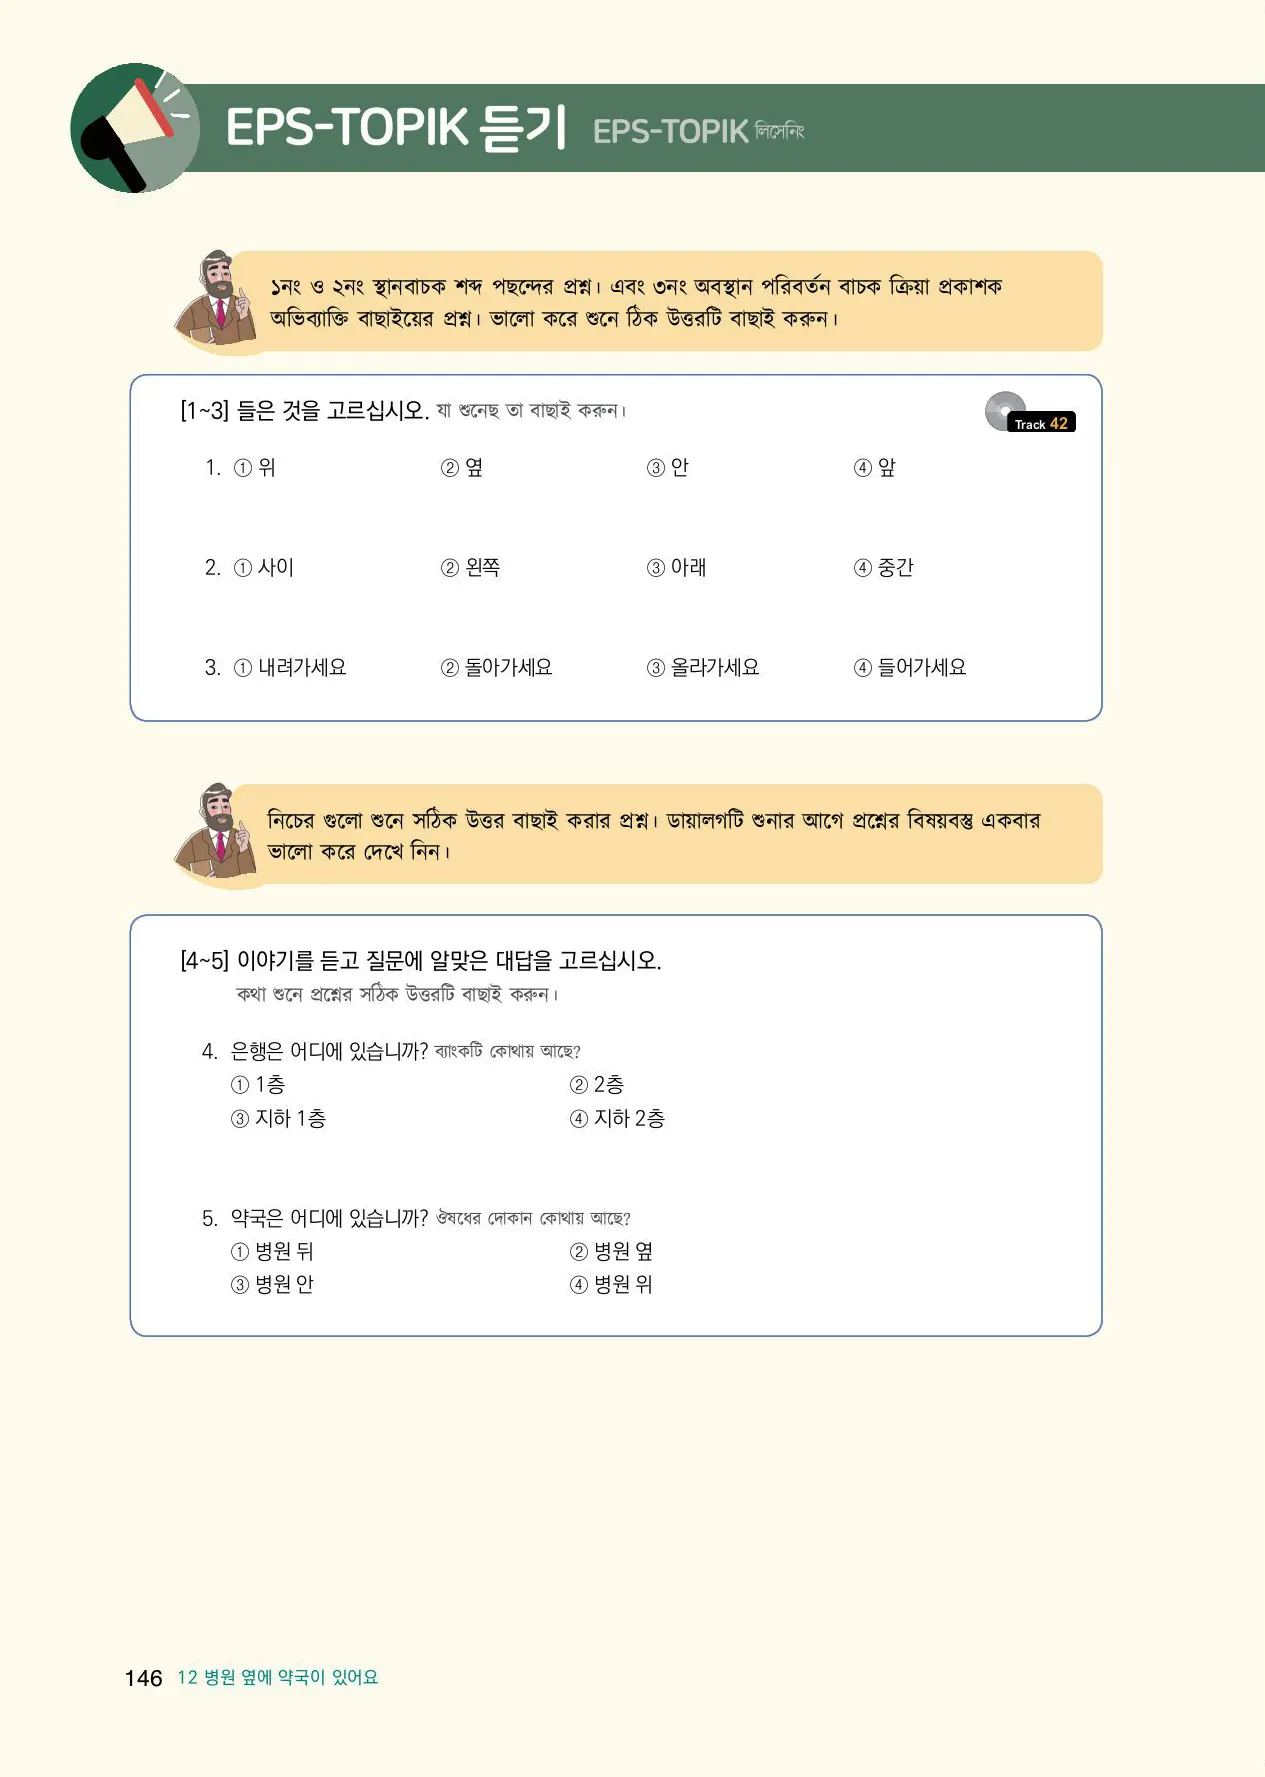 EPS-TOPIK 듣기 EPS-TOPIK লিসেনিং
১নং ও ২নং স্থানবাচক শব্দ পছন্দের প্রশ্ন। এবং ৩নং অবস্থান পরিবর্তন বাচক ক্রিয়া প্রকাশক
অভিব্যাক্তি বাছাইয়ের প্রশ্ন। ভালো করে শুনে ঠিক উত্তরটি বাছাই করুন।
[1~3] 들은 것을 고르십시오. যা শুনেছ তা বাছাই করুন।
Track 42
1. ① 위 ② 옆 ③ 안 ④ 앞
2. ① 사이 ② 왼쪽 ③ 아래 ④ 중간
3. ① 내려가세요 ② 돌아가세요 ③ 올라가세요 ④ 들어가세요
নিচের গুলো শুনে সঠিক উত্তর বাছাই করার প্রশ্ন। ডায়ালগটি শুনার আগে প্রশ্নের বিষয়বস্তু একবার
ভালো করে দেখে নিন।
[4~5] 이야기를 듣고 질문에 알맞은 대답을 고르십시오.
কথা শুনে প্রশ্নের সঠিক উত্তরটি বাছাই করুন।
4. 은행은 어디에 있습니까? ব্যাংকটি কোথায় আছে?
① 1층 ② 2층
③ 지하 1층 ④ 지하 2층
5. 약국은 어디에 있습니까? ঔষধের দোকান কোথায় আছে?
① 병원 뒤 ② 병원 옆
③ 병원 안 ④ 병원 위
146 12 병원 옆에 약국이 있어요